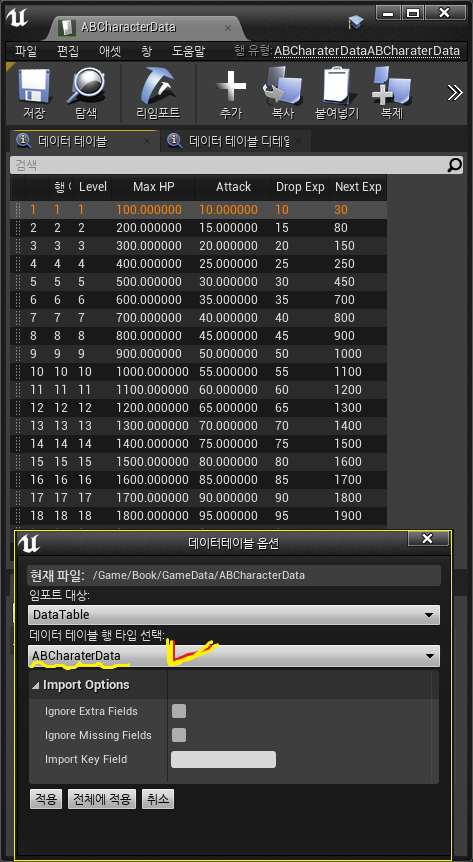 ABCharacterData
파일 편집 애셋 창 도움말 행 유형: ABCharaterDataABCharaterData
저장 탐색 리임포트 추가 복사 붙여넣기 복제
데이터 테이블 데이터 테이블 디테일
검색
행 Level Max HP Attack Drop Exp Next Exp
1 1 1 100.000000 10.000000 10 30
2 2 2 200.000000 15.000000 15 80
3 3 3 300.000000 20.000000 20 150
4 4 4 400.000000 25.000000 25 250
5 5 5 500.000000 30.000000 30 450
6 6 6 600.000000 35.000000 35 700
7 7 7 700.000000 40.000000 40 800
8 8 8 800.000000 45.000000 45 900
9 9 9 900.000000 50.000000 50 1000
10 10 10 1000.000000 55.000000 55 1100
11 11 11 1100.000000 60.000000 60 1200
12 12 12 1200.000000 65.000000 65 1300
13 13 13 1300.000000 70.000000 70 1400
14 14 14 1400.000000 75.000000 75 1500
15 15 15 1500.000000 80.000000 80 1600
16 16 16 1600.000000 85.000000 85 1700
17 17 17 1700.000000 90.000000 90 1800
18 18 18 1800.000000 95.000000 95 1900
데이터테이블 옵션
현재 파일: /Game/Book/GameData/ABCharacterData
임포트 대상:
DataTable
데이터 테이블 행 타입 선택:
ABCharaterData
Import Options
Ignore Extra Fields
Ignore Missing Fields
Import Key Field
적용 전체에 적용 취소